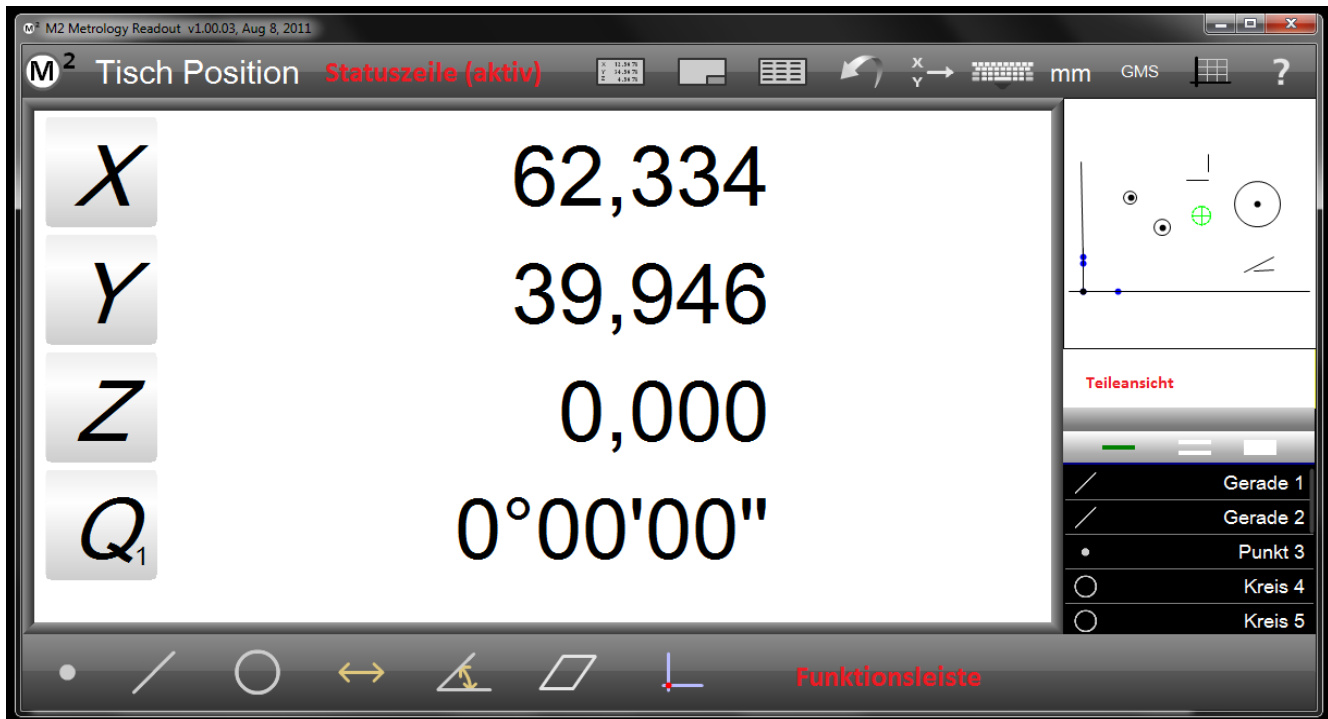 M² M2 Metrology Readout v1.00.03, Aug 8, 2011
M² Tisch Position Statuszeile (aktiv) mm GMS ?
X 62,334
Y 39,946
Z 0,000
Q1 0°00'00"
Teileansicht
Gerade 1
Gerade 2
Punkt 3
Kreis 4
Kreis 5
Funktionsleiste